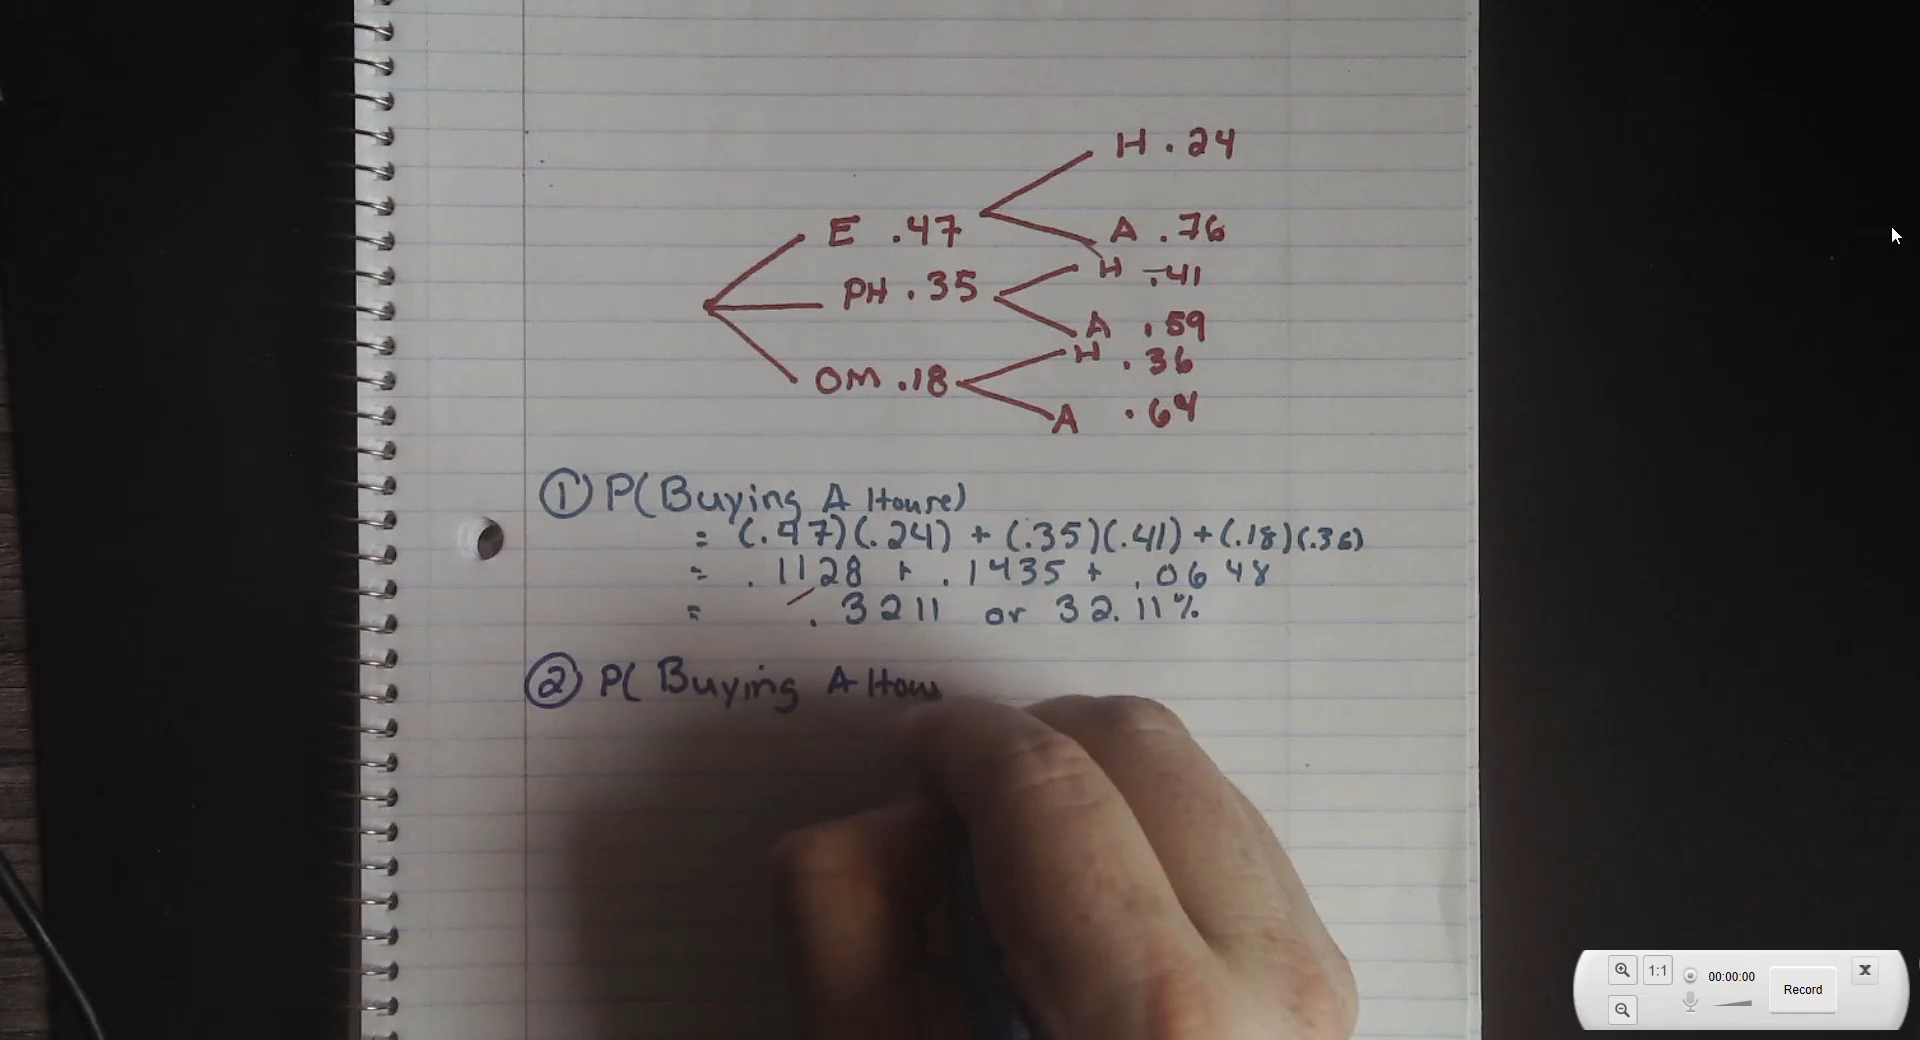 H .24
E .47
A .76
H .41
PH .35
A .59
H .36
OM .18
A .64
① P(Buying A House)
= (.47)(.24) + (.35)(.41) + (.18)(.36)
= .1128 + .1435 + .0648
= .3211 or 32.11%
② P( Buying A Hous
1:1
00:00:00
Record